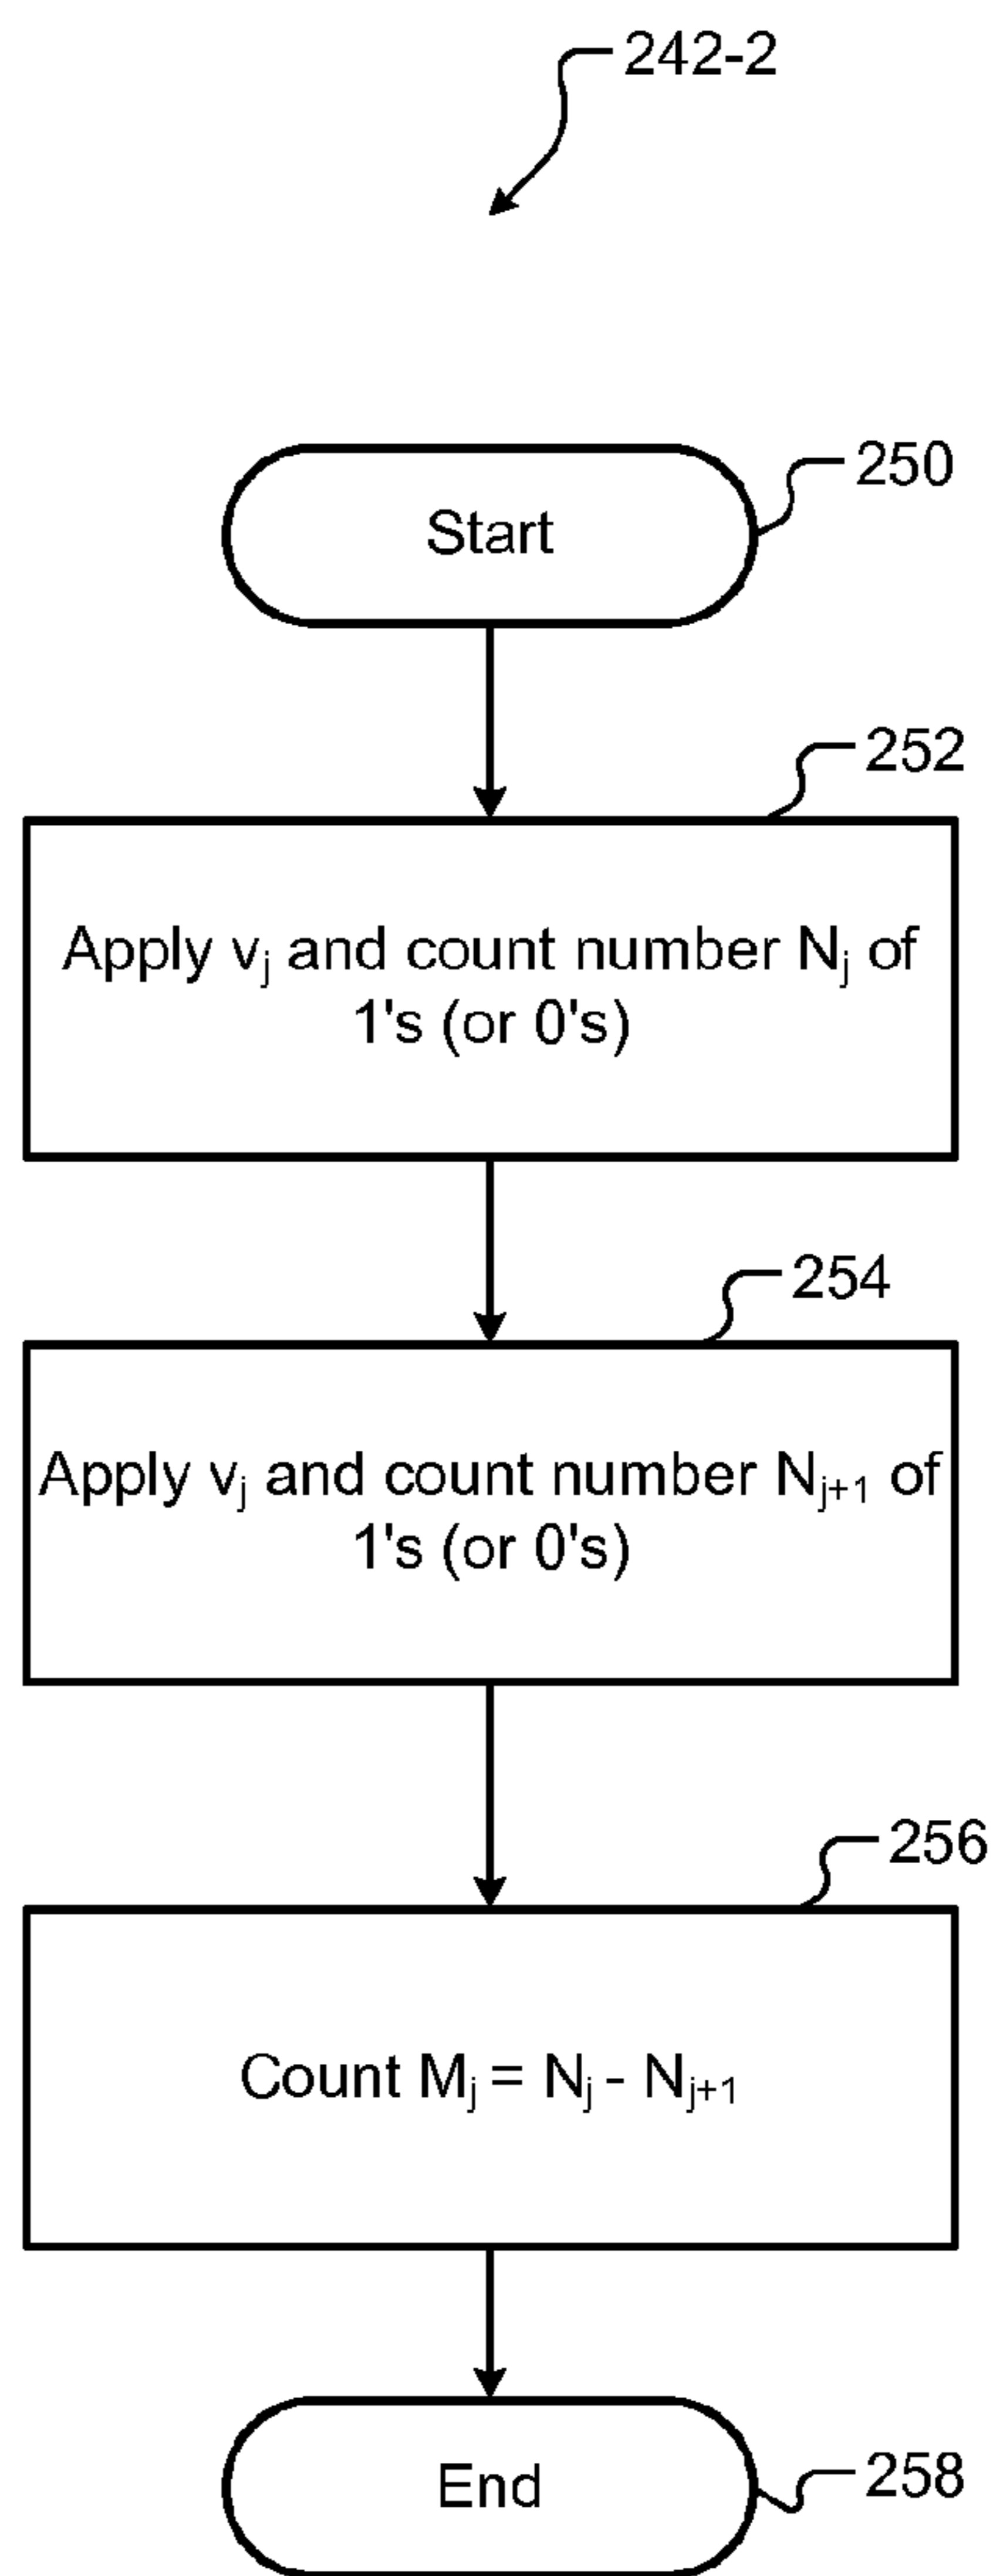 242-2
250
Start
252
Apply vⱼ and count number Nⱼ of
1's (or 0's)
254
Apply vⱼ and count number Nⱼ₊₁ of
1's (or 0's)
256
Count Mⱼ = Nⱼ - Nⱼ₊₁
End
258